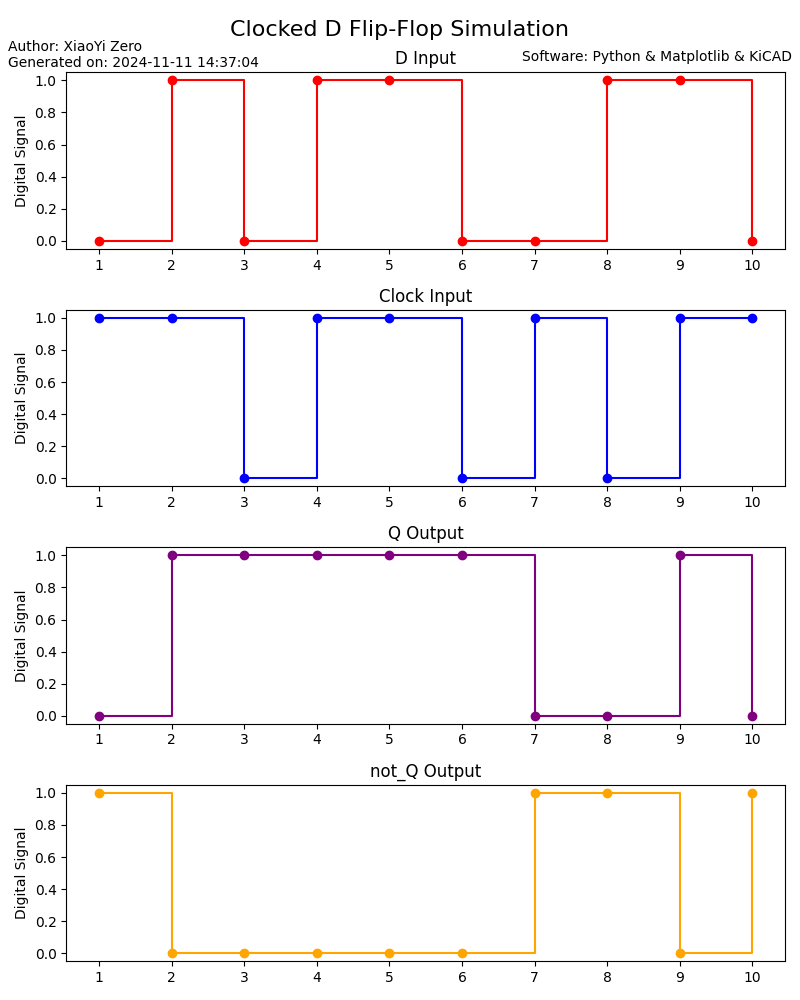 Clocked D Flip-Flop Simulation
Author: XiaoYi Zero
Generated on: 2024-11-11 14:37:04
Software: Python & Matplotlib & KiCAD
D Input
Digital Signal
1.0
0.8
0.6
0.4
0.2
0.0
1 2 3 4 5 6 7 8 9 10
Clock Input
Digital Signal
1.0
0.8
0.6
0.4
0.2
0.0
1 2 3 4 5 6 7 8 9 10
Q Output
Digital Signal
1.0
0.8
0.6
0.4
0.2
0.0
1 2 3 4 5 6 7 8 9 10
not_Q Output
Digital Signal
1.0
0.8
0.6
0.4
0.2
0.0
1 2 3 4 5 6 7 8 9 10